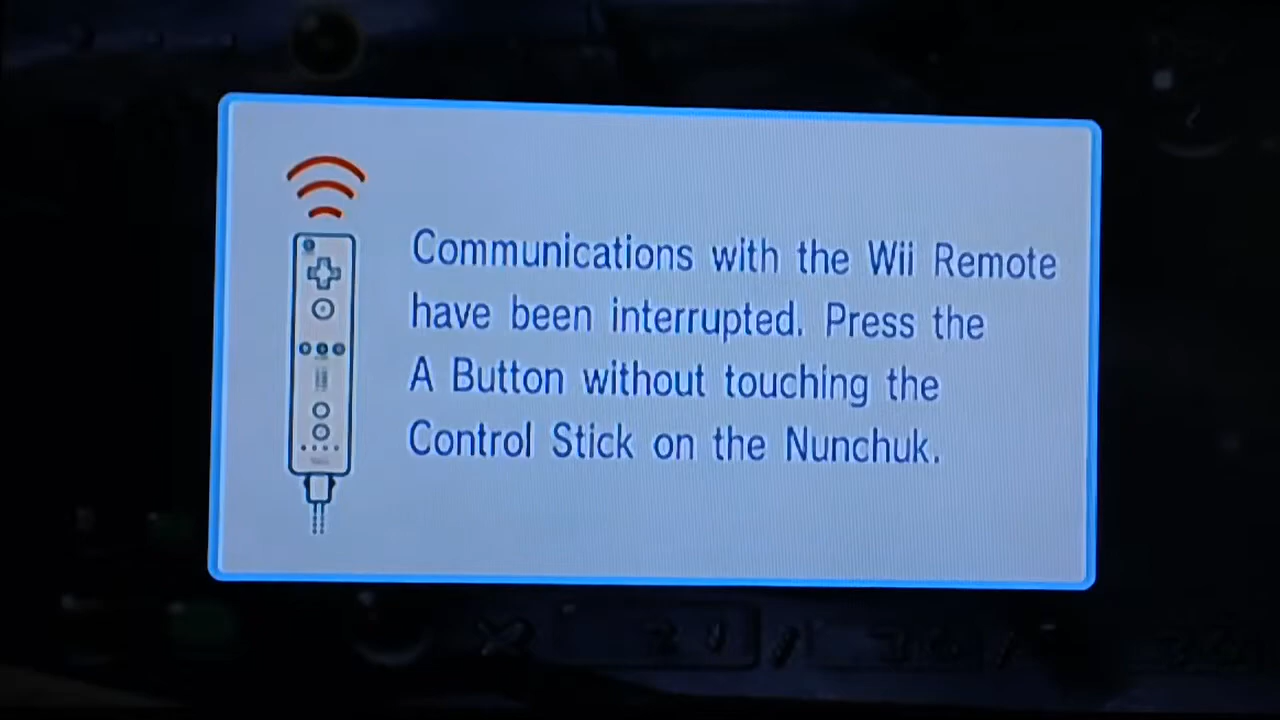 Communications with the Wii Remote
have been interrupted. Press the
A Button without touching the
Control Stick on the Nunchuk.